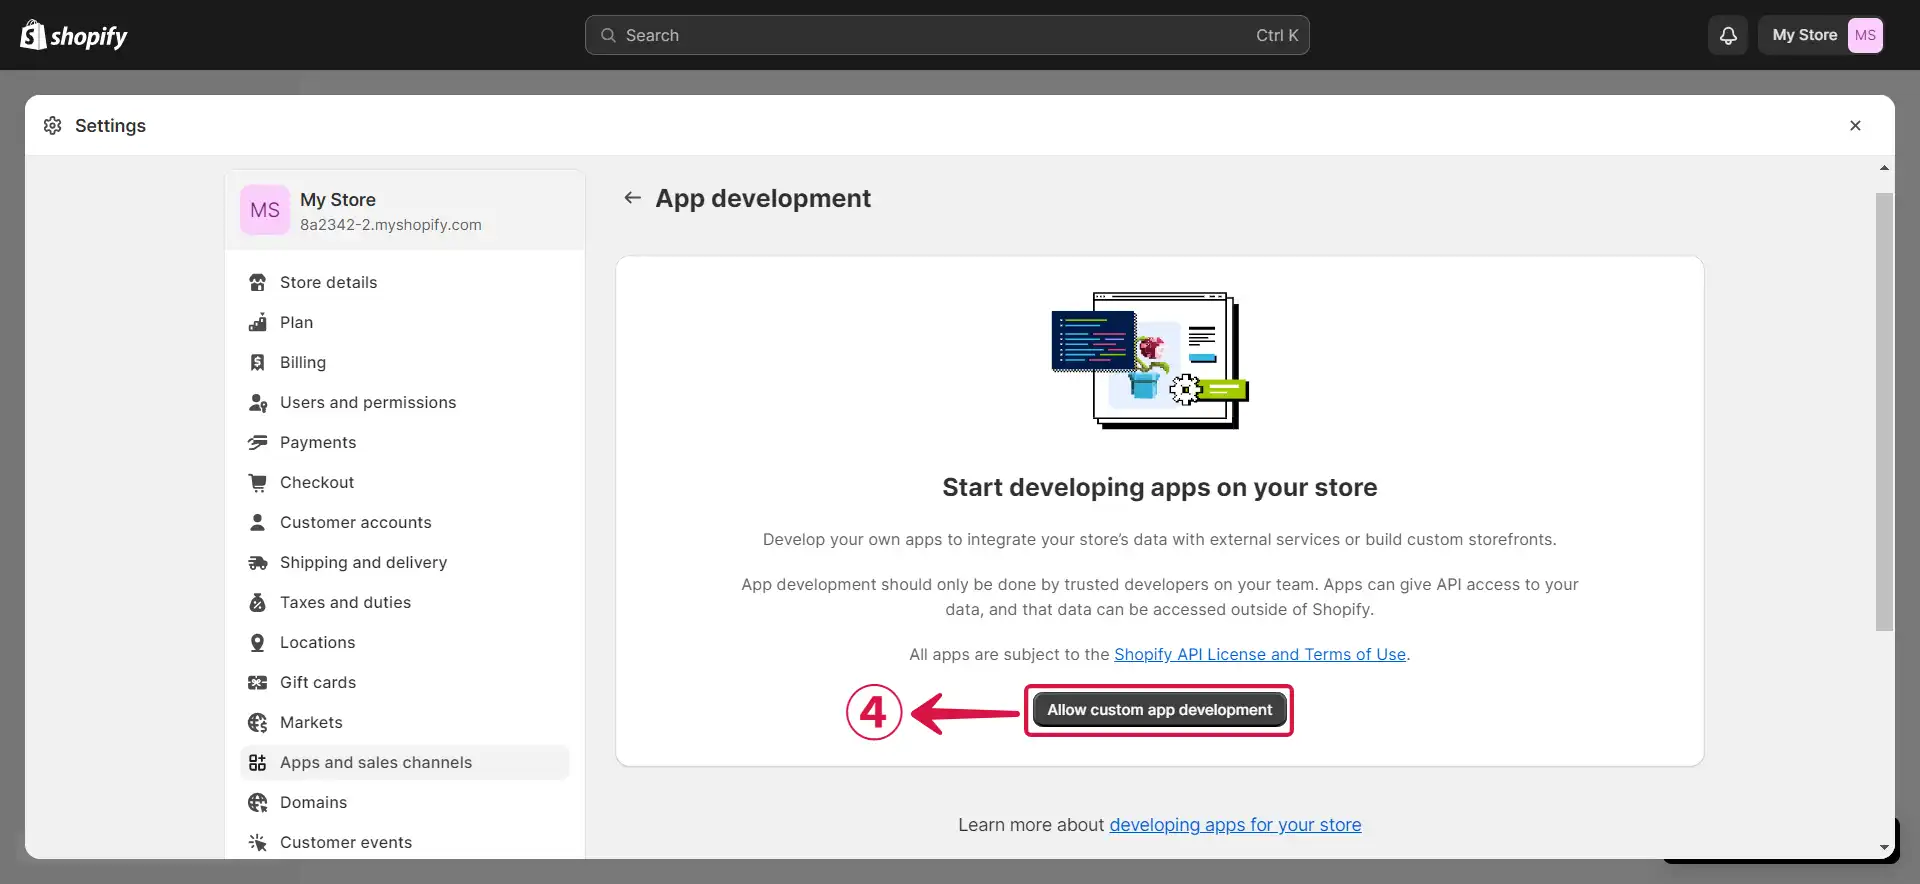 shopify
Search
Ctrl K
My Store
MS
Settings
MS
My Store
8a2342-2.myshopify.com
Store details
Plan
Billing
Users and permissions
Payments
Checkout
Customer accounts
Shipping and delivery
Taxes and duties
Locations
Gift cards
Markets
Apps and sales channels
Domains
Customer events
App development
Start developing apps on your store
Develop your own apps to integrate your store’s data with external services or build custom storefronts.
App development should only be done by trusted developers on your team. Apps can give API access to your
data, and that data can be accessed outside of Shopify.
All apps are subject to the Shopify API License and Terms of Use.
4
Allow custom app development
Learn more about developing apps for your store